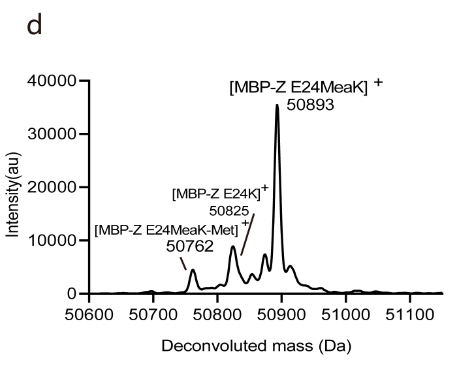 d
[MBP-Z E24MeaK] +
50893
[MBP-Z E24K]+
50825
[MBP-Z E24MeaK-Met] +
50762
Intensity(au)
40000
30000
20000
10000
0
50600 50700 50800 50900 51000 51100
Deconvoluted mass (Da)